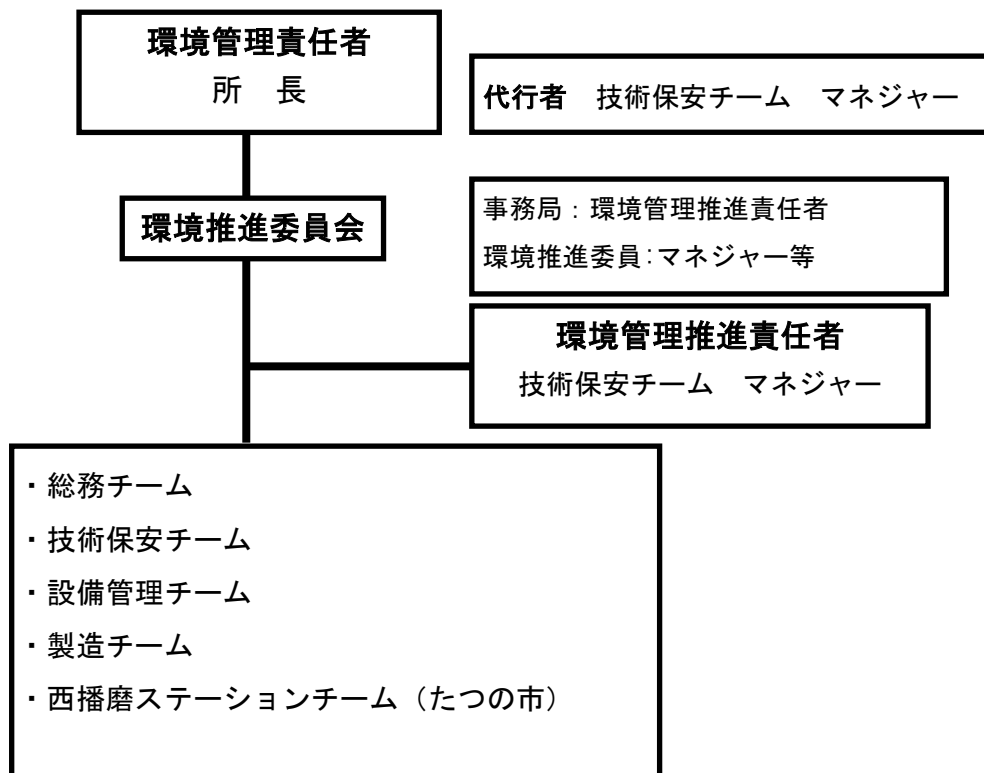 環境管理責任者
所　長
代行者　技術保安チーム　マネジャー
環境推進委員会
事務局：環境管理推進責任者
環境推進委員：マネジャー等
環境管理推進責任者
技術保安チーム　マネジャー
・総務チーム
・技術保安チーム
・設備管理チーム
・製造チーム
・西播磨ステーションチーム（たつの市）